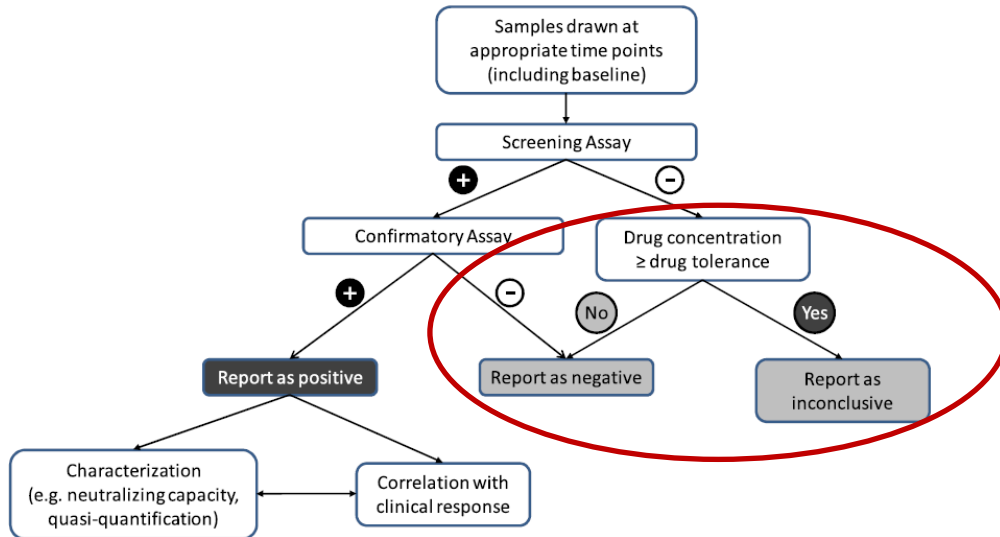 Samples drawn at
appropriate time points
(including baseline)
Screening Assay
+
−
Confirmatory Assay
Drug concentration
≥ drug tolerance
+
−
No
Yes
Report as positive
Report as negative
Report as
inconclusive
Characterization
(e.g. neutralizing capacity,
quasi-quantification)
Correlation with
clinical response